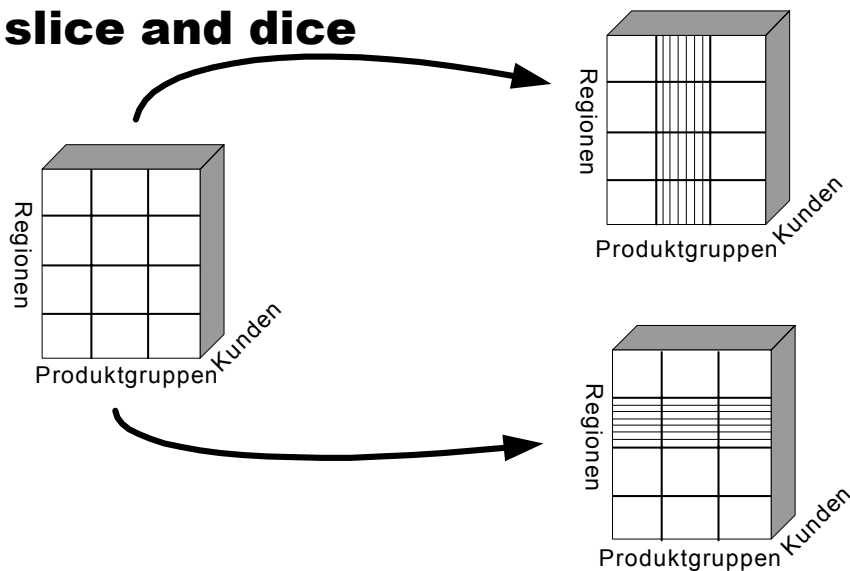 slice and dice
Regionen
Produktgruppen
Kunden
Regionen
Produktgruppen
Kunden
Regionen
Produktgruppen
Kunden